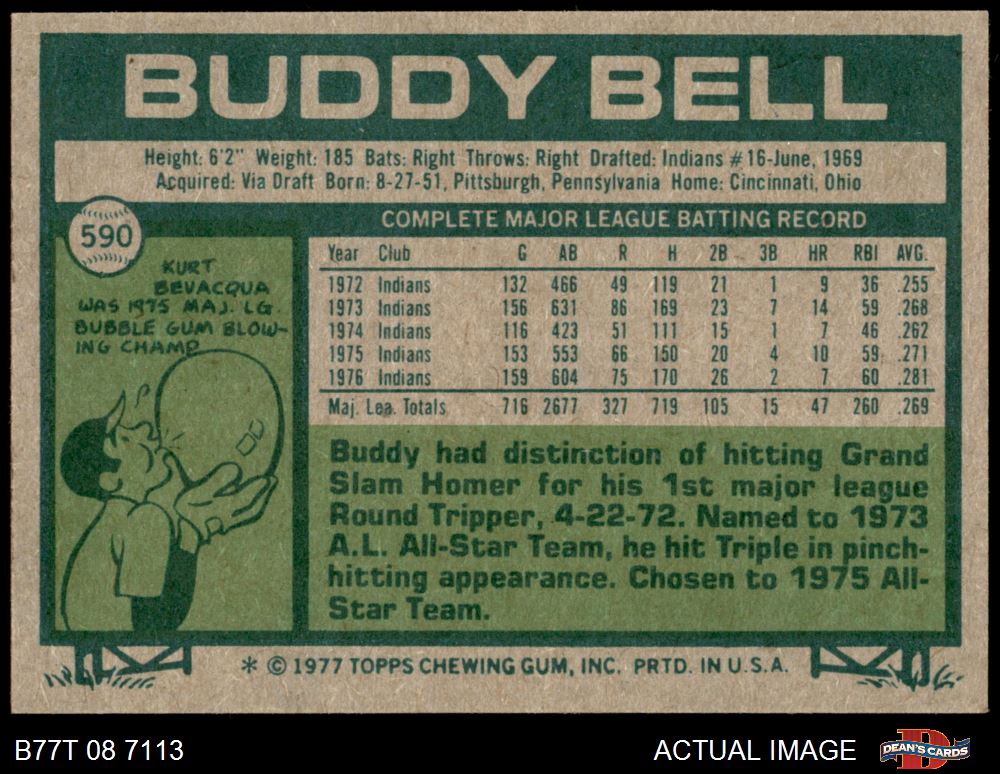 BUDDY BELL
Height: 6'2" Weight: 185 Bats: Right Throws: Right Drafted: Indians #16-June, 1969
Acquired: Via Draft Born: 8-27-51, Pittsburgh, Pennsylvania Home: Cincinnati, Ohio
590
KURT
BEVACQUA
WAS 1975 MAJ. LG.
BUBBLE GUM BLOW-
ING CHAMP
COMPLETE MAJOR LEAGUE BATTING RECORD
Year Club G AB R H 2B 3B HR RBI AVG.
1972 Indians 132 466 49 119 21 1 9 36 .255
1973 Indians 156 631 86 169 23 7 14 59 .268
1974 Indians 116 423 51 111 15 1 7 46 .262
1975 Indians 153 553 66 150 20 4 10 59 .271
1976 Indians 159 604 75 170 26 2 7 60 .281
Maj. Lea. Totals 716 2677 327 719 105 15 47 260 .269
Buddy had distinction of hitting Grand
Slam Homer for his 1st major league
Round Tripper, 4-22-72. Named to 1973
A.L. All-Star Team, he hit Triple in pinch-
hitting appearance. Chosen to 1975 All-
Star Team.
* © 1977 TOPPS CHEWING GUM, INC. PRTD. IN U.S.A.
B77T 08 7113
ACTUAL IMAGE
DEAN'S CARDS